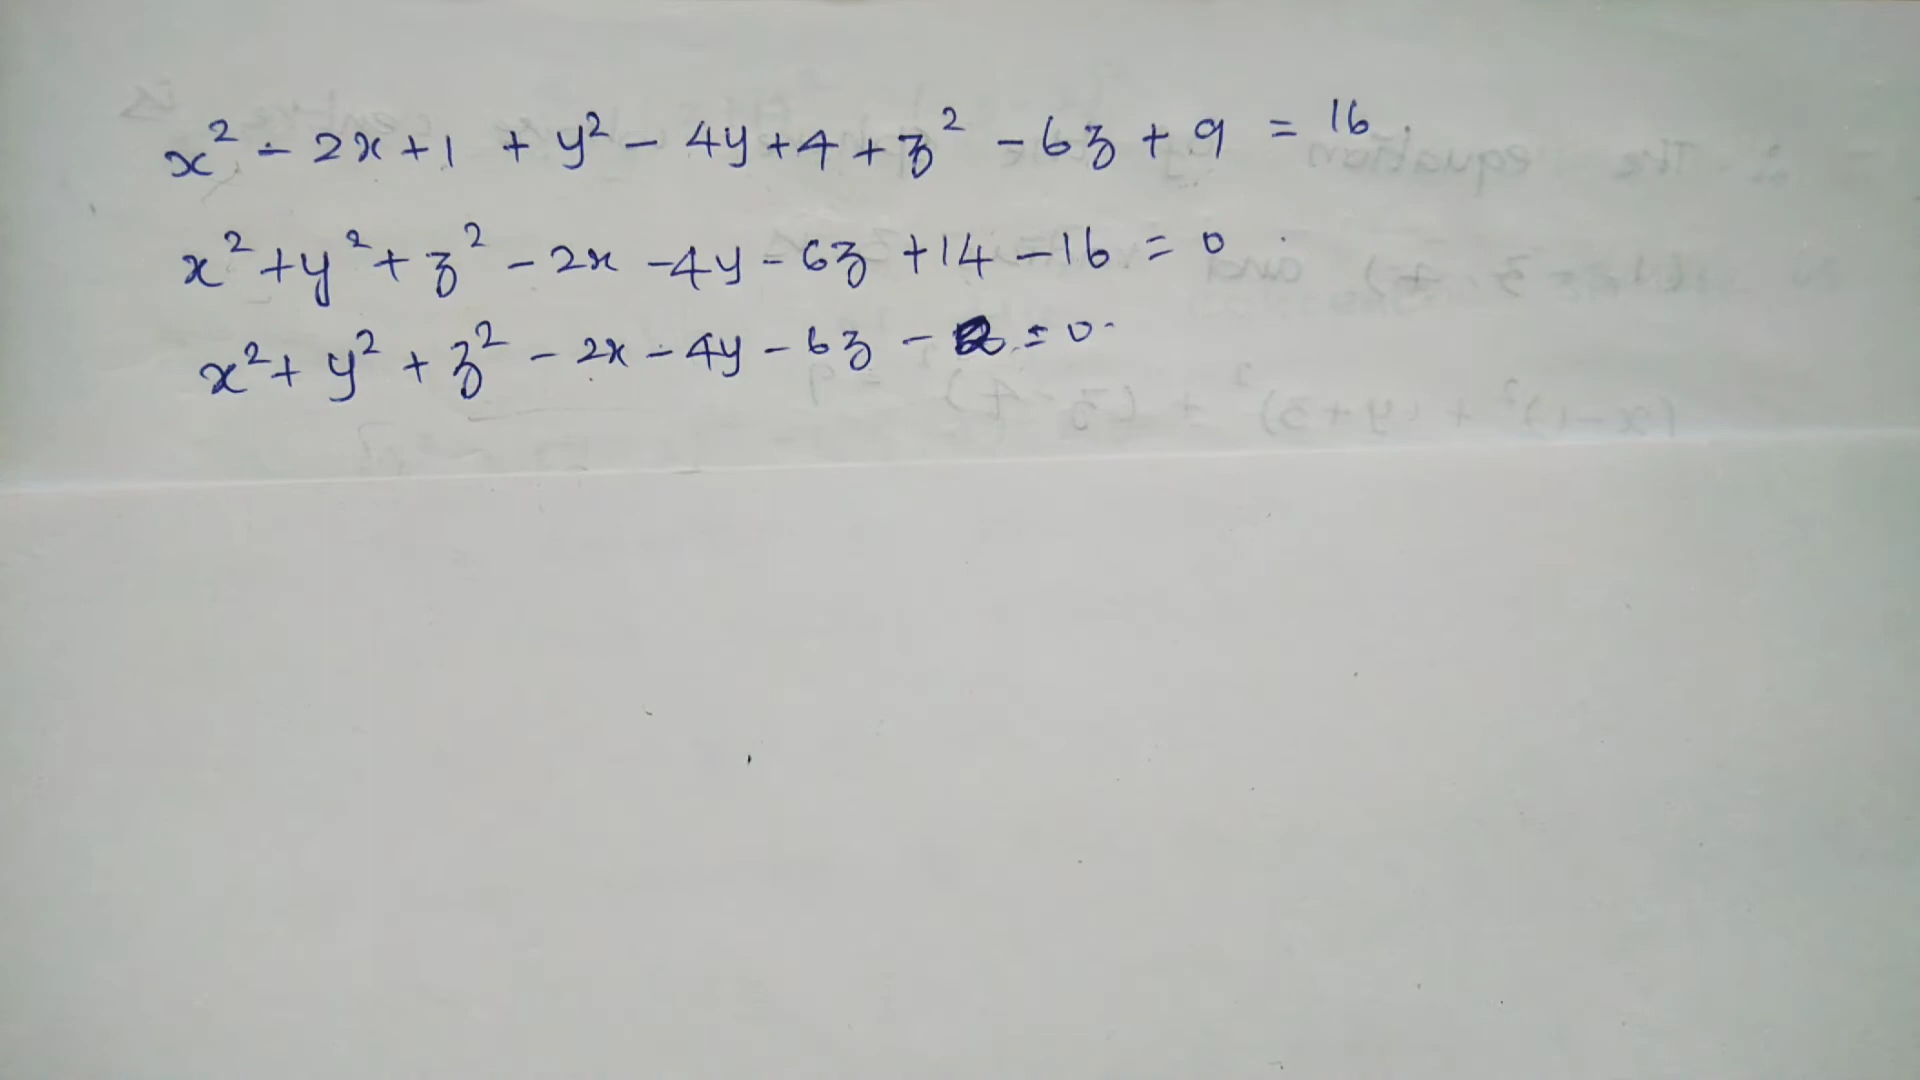 x² - 2x + 1 + y² - 4y + 4 + z² - 6z + 9 = 16.
x² + y² + z² - 2x - 4y - 6z + 14 - 16 = 0.
x² + y² + z² - 2x - 4y - 6z - 2 = 0.